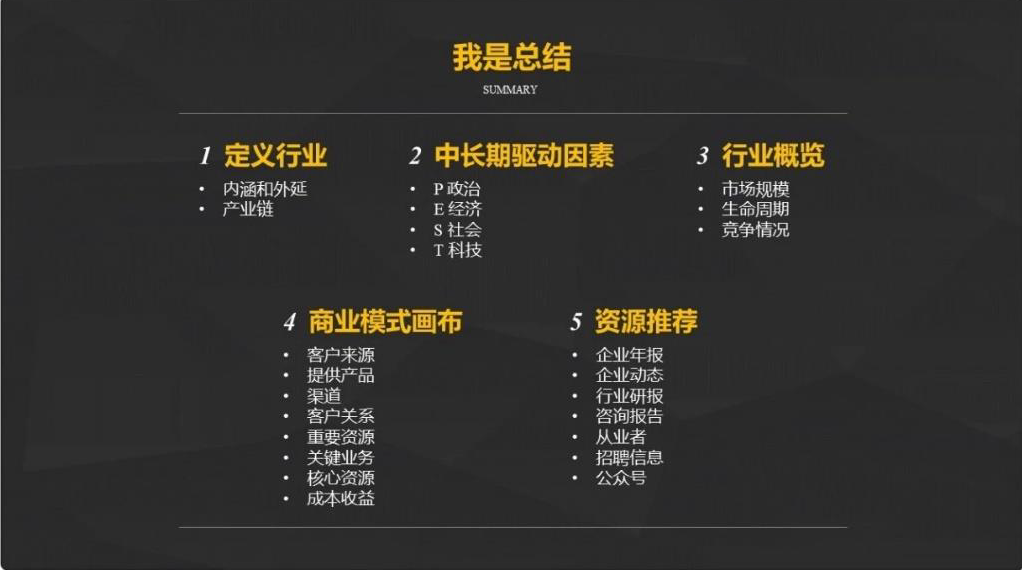 我是总结
SUMMARY
1 定义行业
• 内涵和外延
• 产业链
2 中长期驱动因素
• P 政治
• E 经济
• S 社会
• T 科技
3 行业概览
• 市场规模
• 生命周期
• 竞争情况
4 商业模式画布
• 客户来源
• 提供产品
• 渠道
• 客户关系
• 重要资源
• 关键业务
• 核心资源
• 成本收益
5 资源推荐
• 企业年报
• 企业动态
• 行业研报
• 咨询报告
• 从业者
• 招聘信息
• 公众号